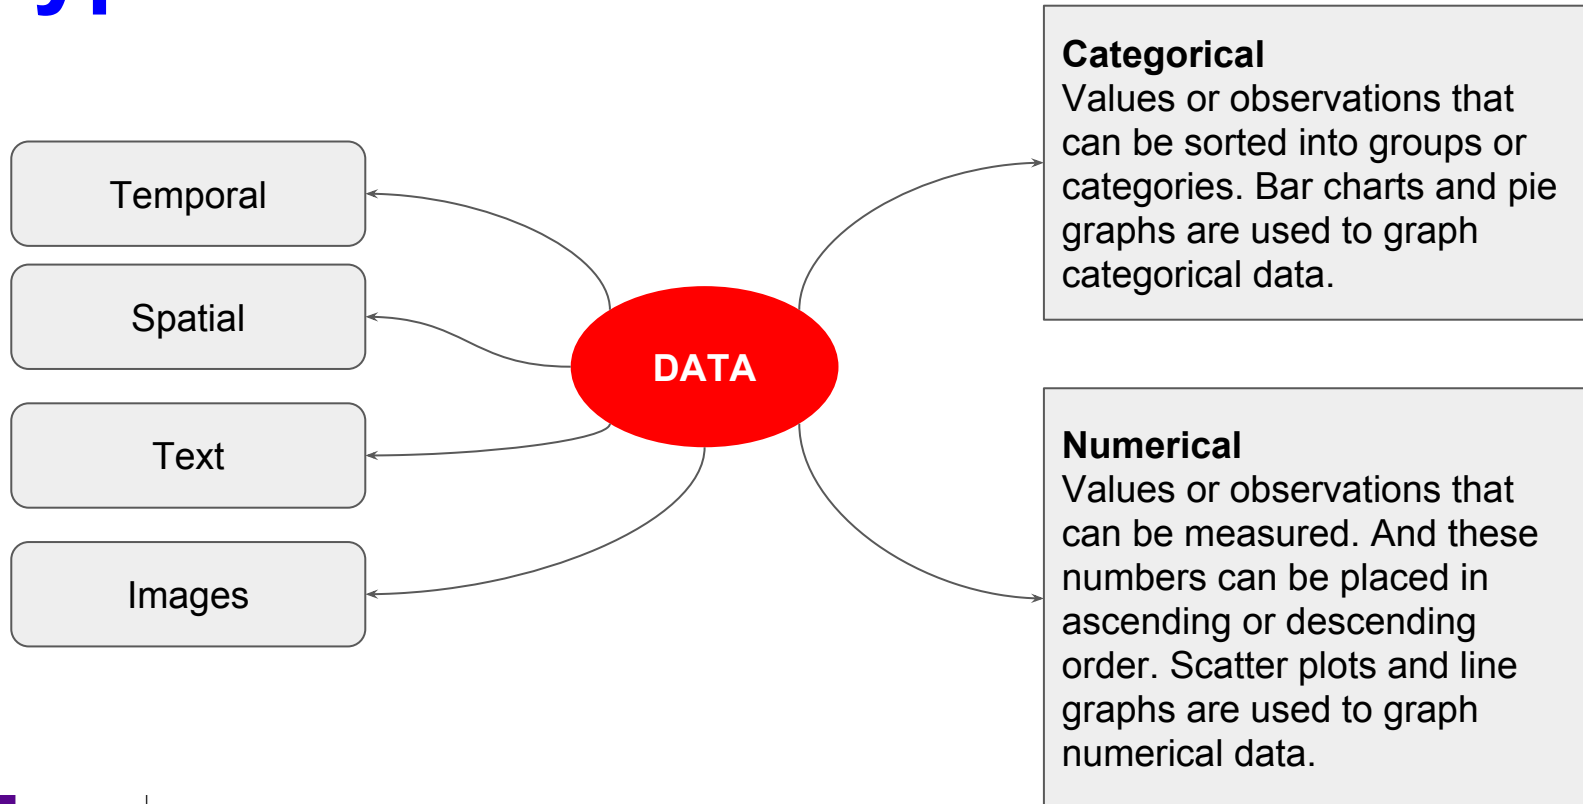 Temporal
Spatial
Text
Images
DATA
Categorical
Values or observations that
can be sorted into groups or
categories. Bar charts and pie
graphs are used to graph
categorical data.
Numerical
Values or observations that
can be measured. And these
numbers can be placed in
ascending or descending
order. Scatter plots and line
graphs are used to graph
numerical data.